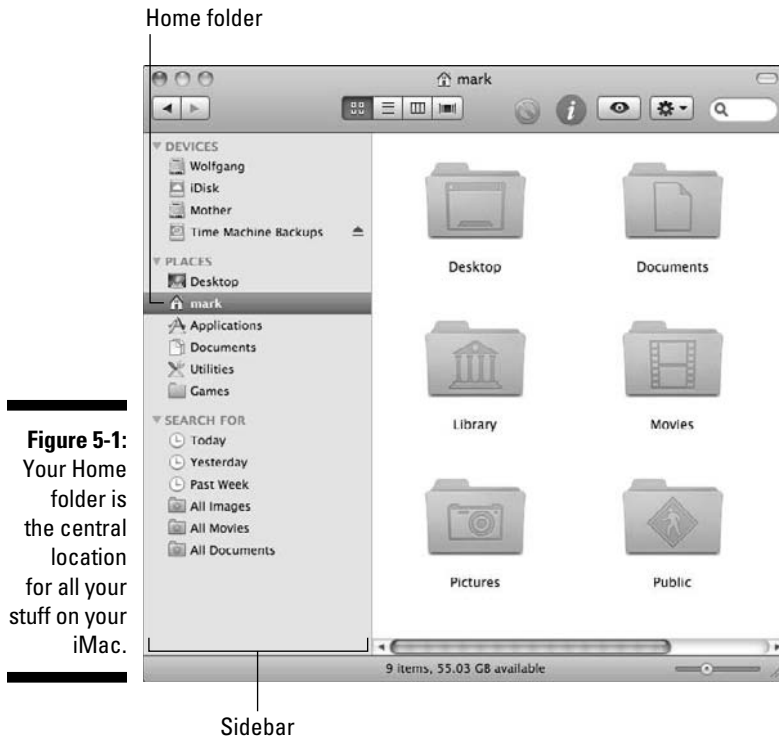 Home folder
mark
DEVICES
Wolfgang
iDisk
Mother
Time Machine Backups
PLACES
Desktop
mark
Applications
Documents
Utilities
Games
SEARCH FOR
Today
Yesterday
Past Week
All Images
All Movies
All Documents
Desktop
Documents
Library
Movies
Pictures
Public
9 items, 55.03 GB available
Sidebar
Figure 5-1:
Your Home
folder is
the central
location
for all your
stuff on your
iMac.